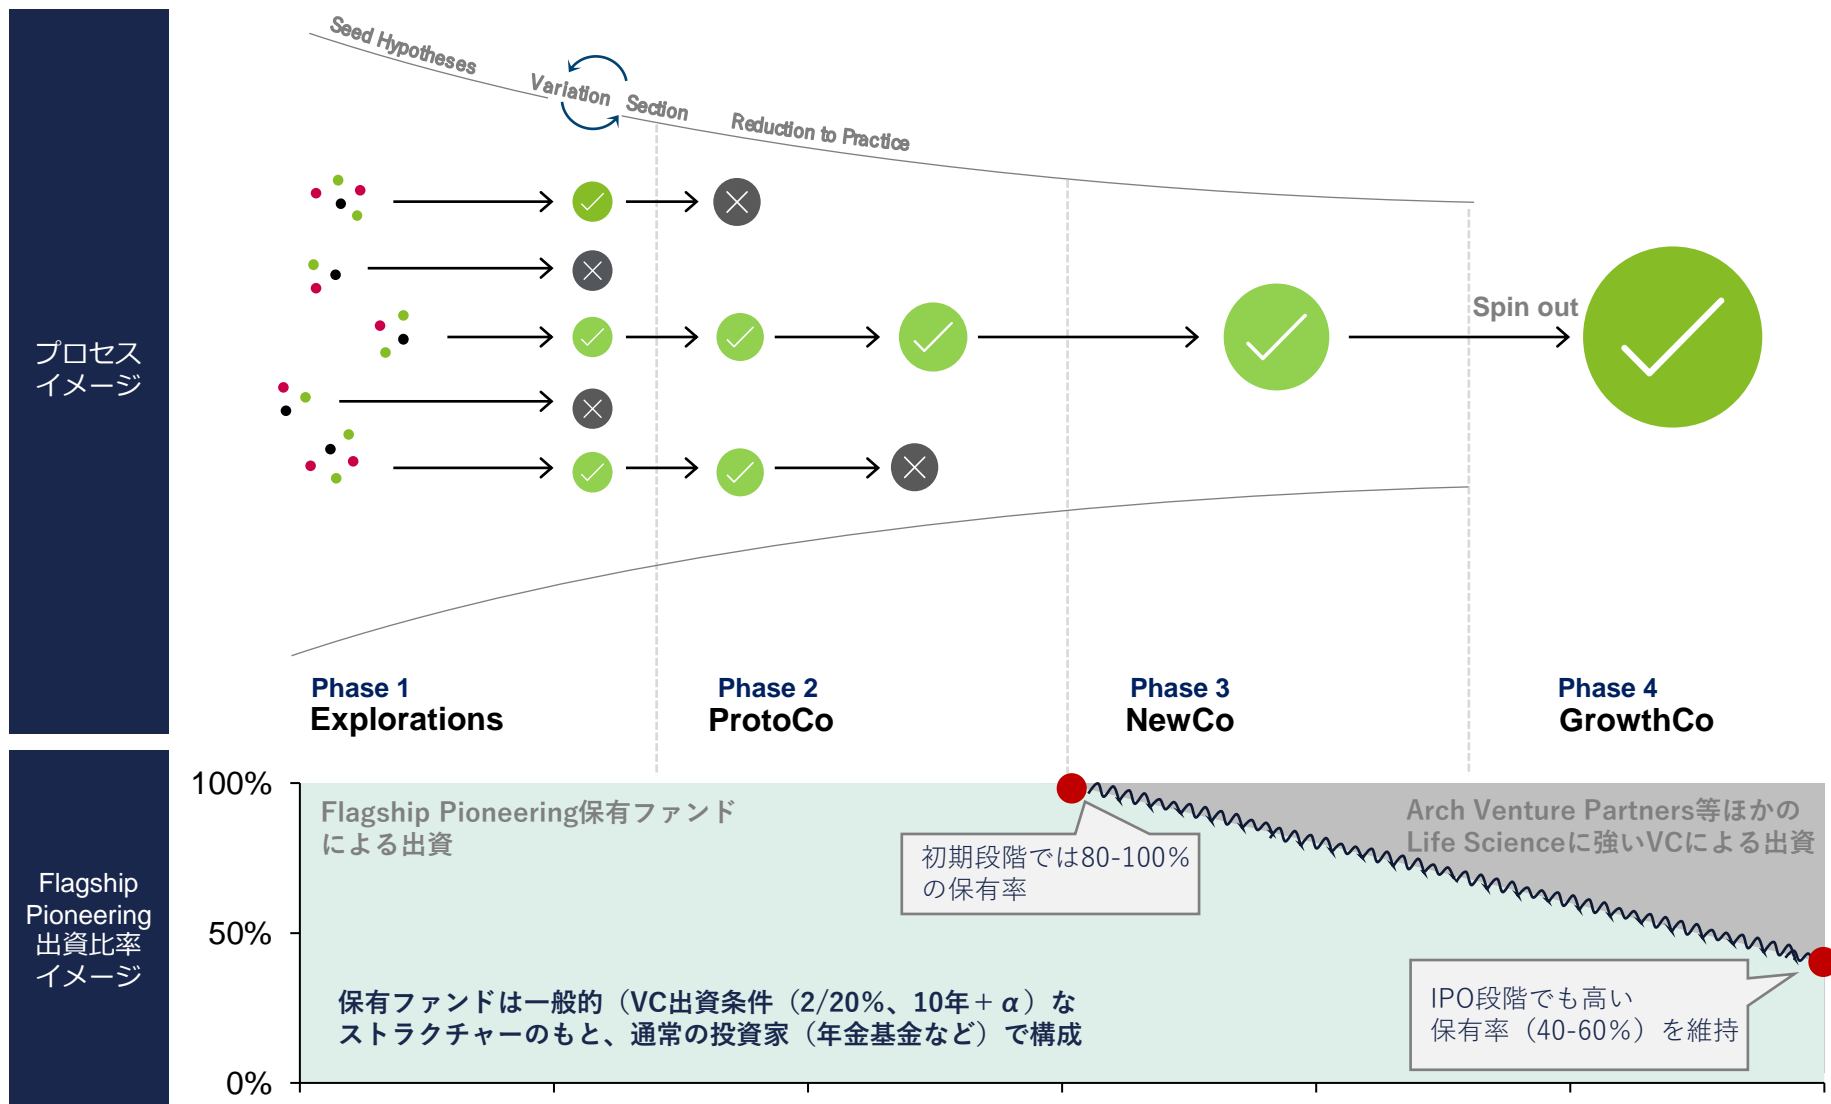 Seed Hypotheses
Variation
Section
Reduction to Practice
プロセス
イメージ
Spin out
Phase 1
Explorations
Phase 2
ProtoCo
Phase 3
NewCo
Phase 4
GrowthCo
Flagship
Pioneering
出資比率
イメージ
100%
50%
0%
Flagship Pioneering保有ファンド
による出資
初期段階では80-100%
の保有率
Arch Venture Partners等ほかの
Life Scienceに強いVCによる出資
保有ファンドは一般的（VC出資条件（2/20%、10年＋α）な
ストラクチャーのもと、通常の投資家（年金基金など）で構成
IPO段階でも高い
保有率（40-60%）を維持